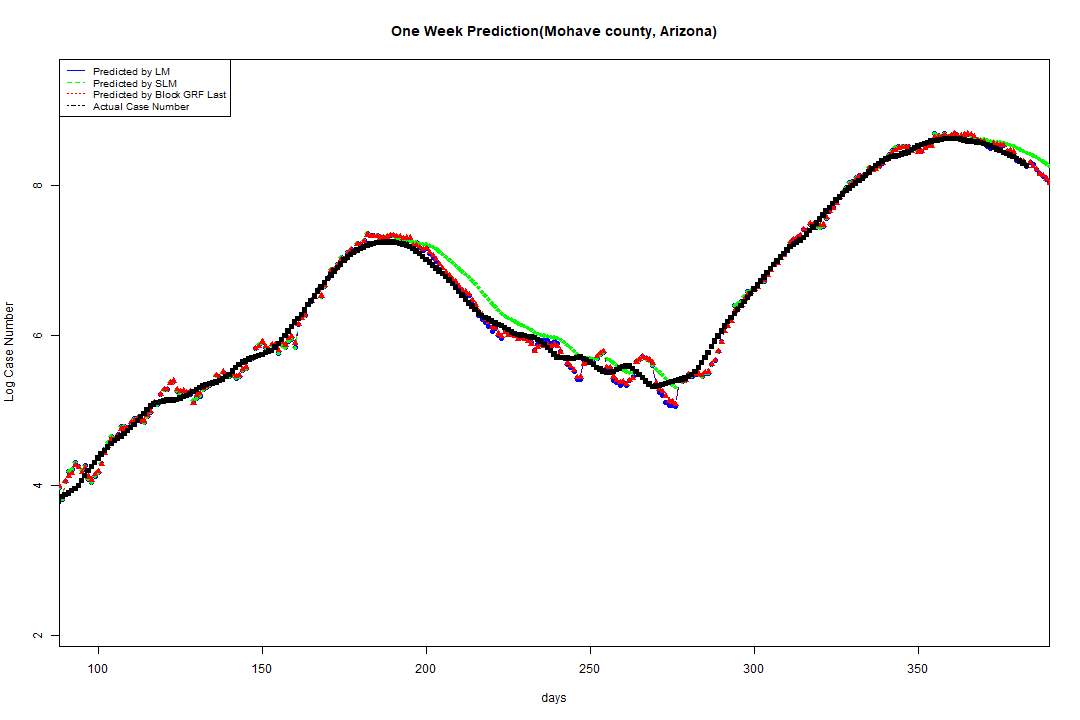 One Week Prediction(Mohave county, Arizona)
Predicted by LM
Predicted by SLM
Predicted by Block GRF Last
Actual Case Number
Log Case Number
8
6
4
2
100 150 200 250 300 350
days